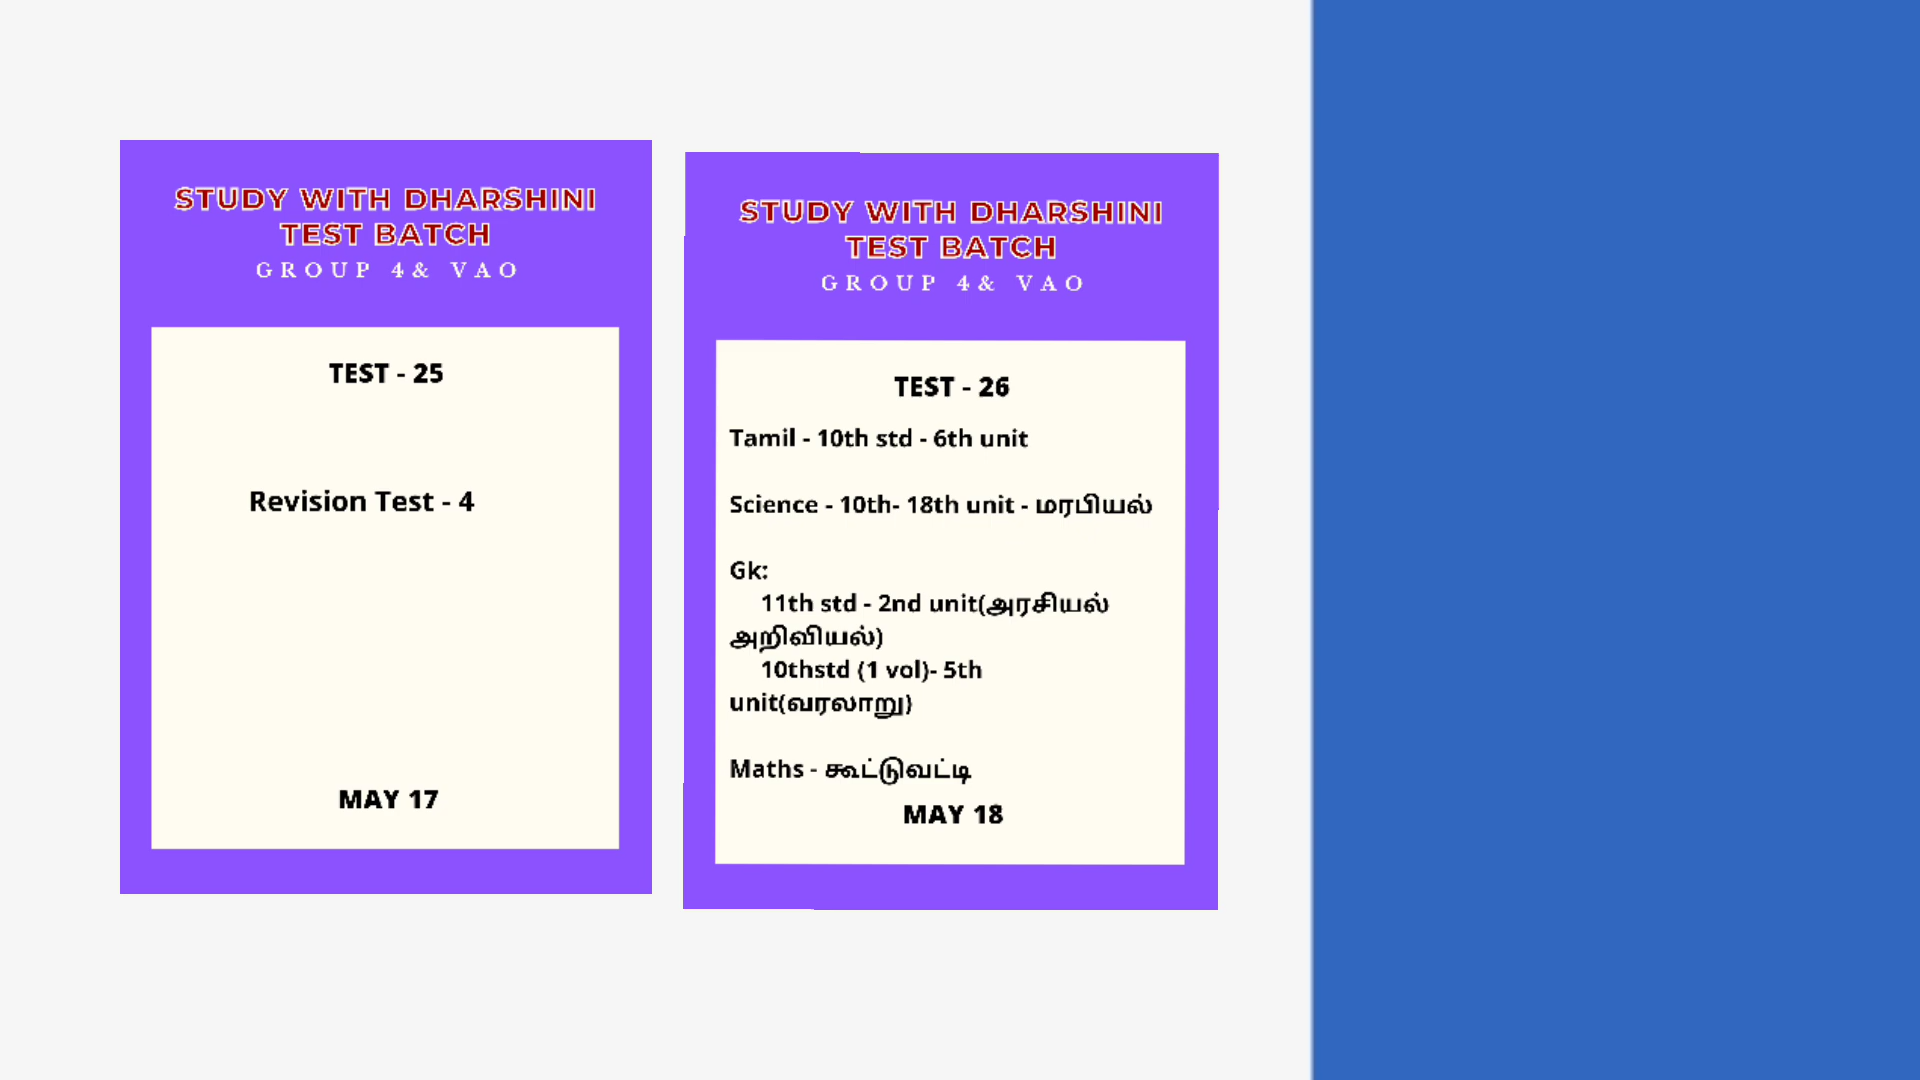 STUDY WITH DHARSHINI
TEST BATCH
GROUP 4& VAO
TEST - 25
Revision Test - 4
MAY 17
STUDY WITH DHARSHINI
TEST BATCH
GROUP 4& VAO
TEST - 26
Tamil - 10th std - 6th unit
Science - 10th- 18th unit - மரபியல்
Gk:
11th std - 2nd unit(அரசியல்
அறிவியல்)
10thstd (1 vol)- 5th
unit(வரலாறு)
Maths - கூட்டுவட்டி
MAY 18